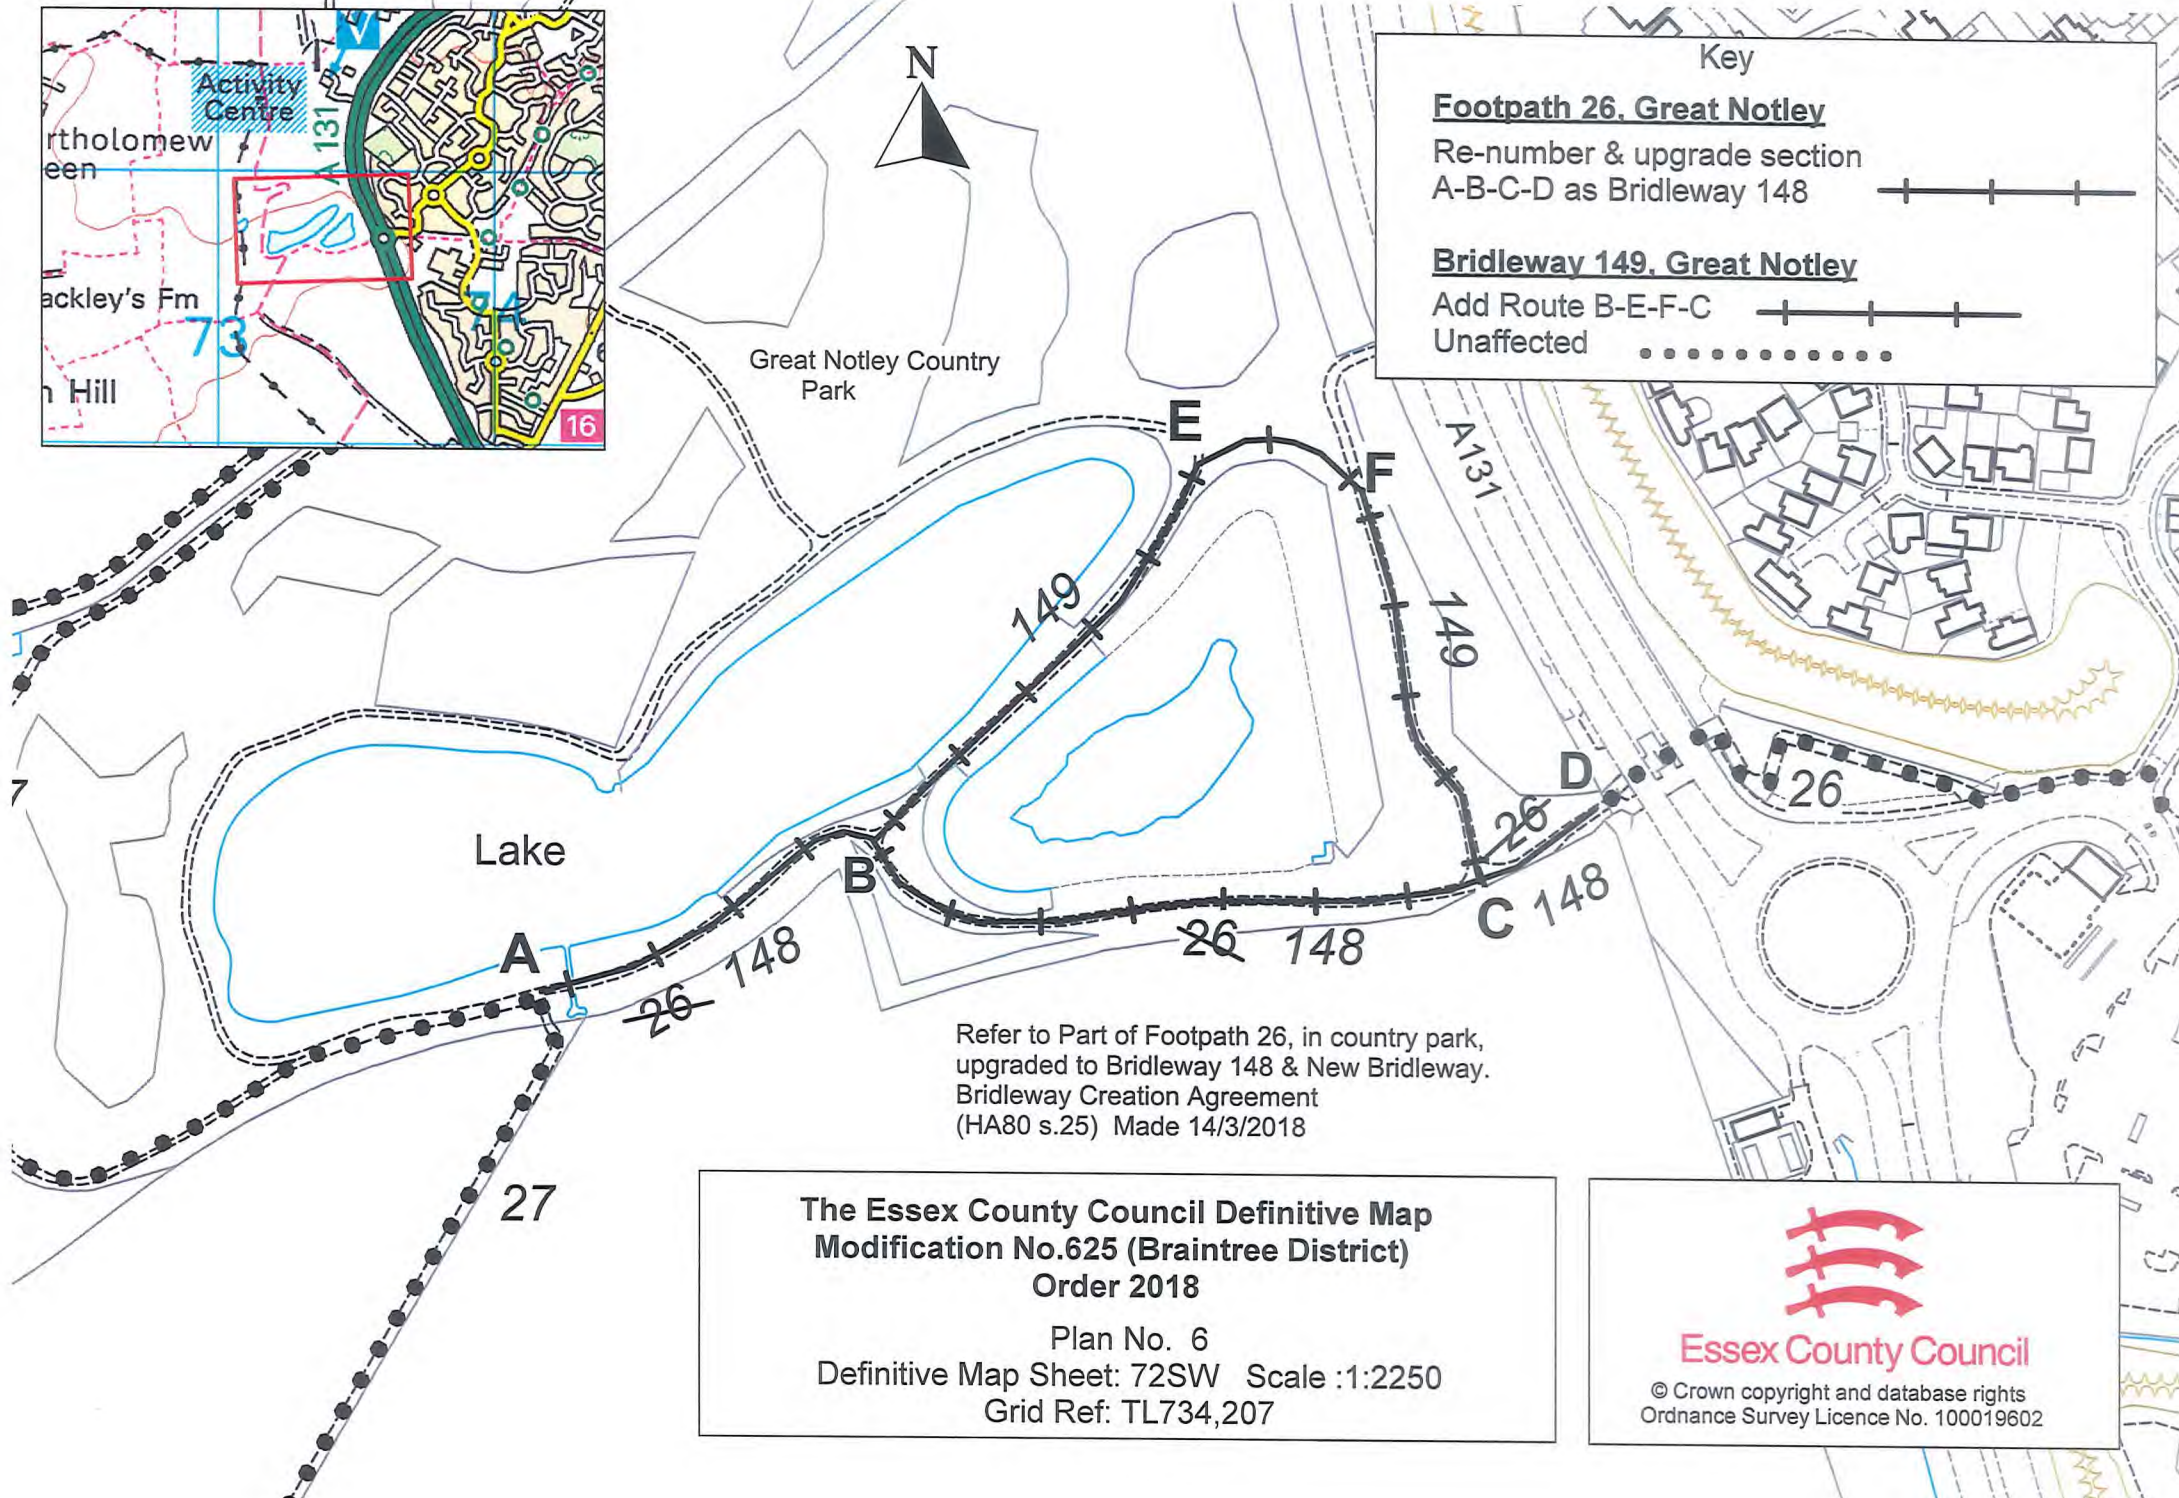 Activity
Centre
A 131
rtholomew
een
ackley's Fm
73
74
n Hill
16
N
Key
Footpath 26, Great Notley
Re-number & upgrade section
A-B-C-D as Bridleway 148
Bridleway 149, Great Notley
Add Route B-E-F-C
Unaffected
Great Notley Country
Park
E
F
A131
149
149
D
26
26
7
Lake
B
C
148
A
148
26
26
148
Refer to Part of Footpath 26, in country park,
upgraded to Bridleway 148 & New Bridleway.
Bridleway Creation Agreement
(HA80 s.25) Made 14/3/2018
27
The Essex County Council Definitive Map
Modification No.625 (Braintree District)
Order 2018
Plan No. 6
Definitive Map Sheet: 72SW Scale :1:2250
Grid Ref: TL734,207
Essex County Council
© Crown copyright and database rights
Ordnance Survey Licence No. 100019602